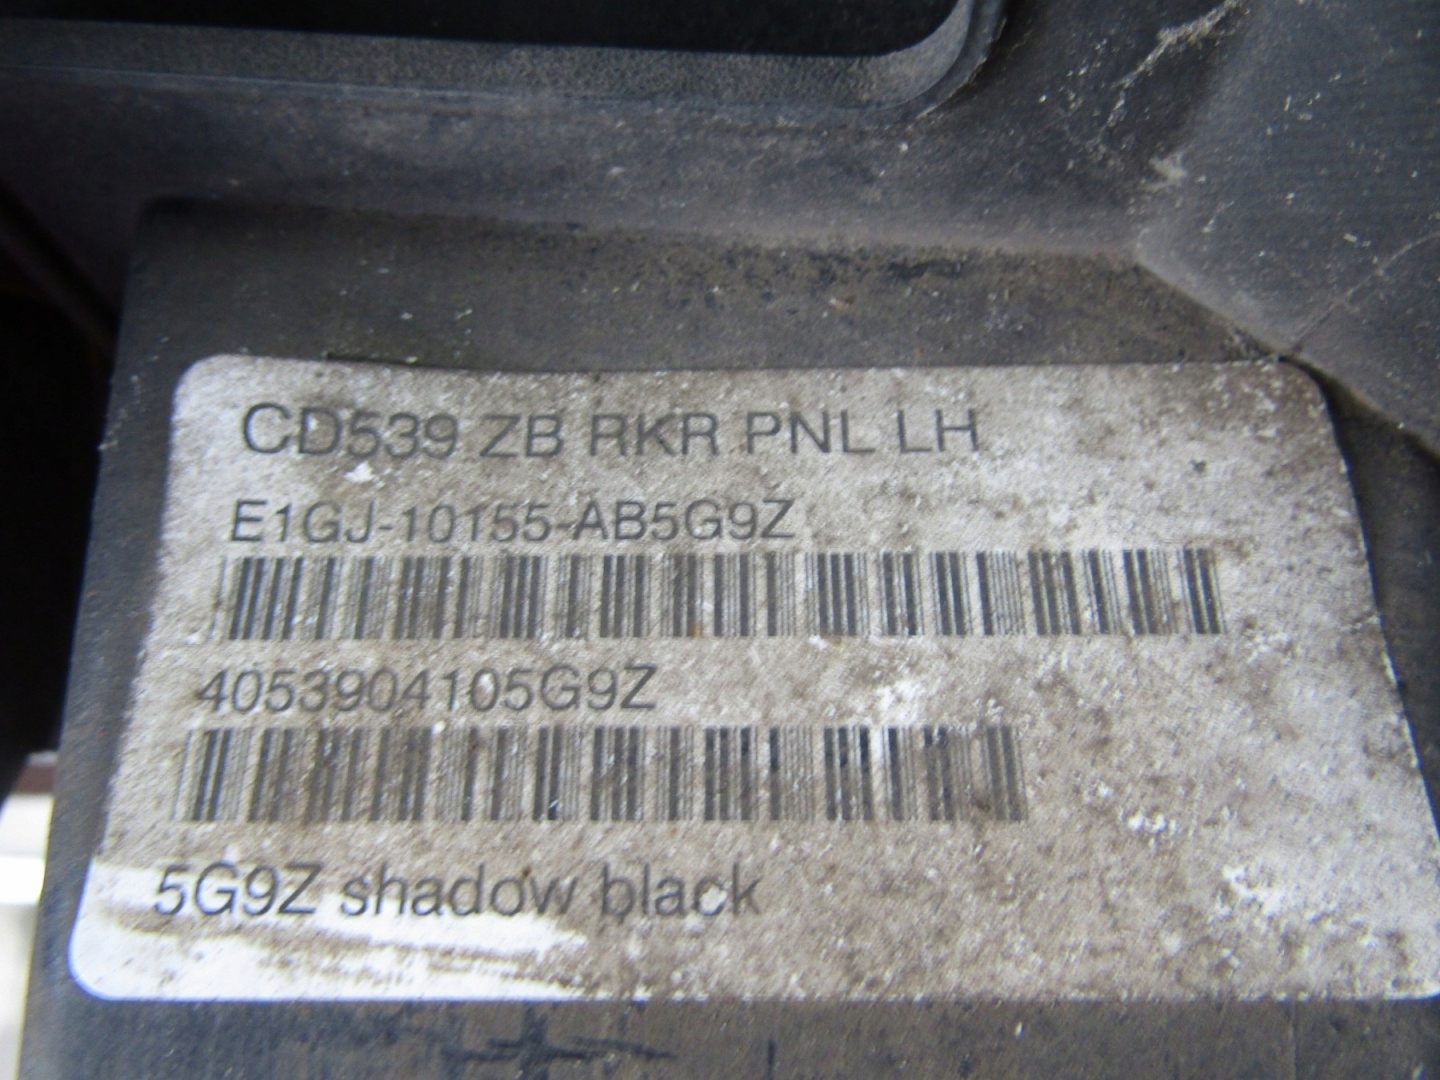 CD539 ZB RKR PNL LH
E1GJ-10155-AB5G9Z
4053904105G9Z
5G9Z shadow black